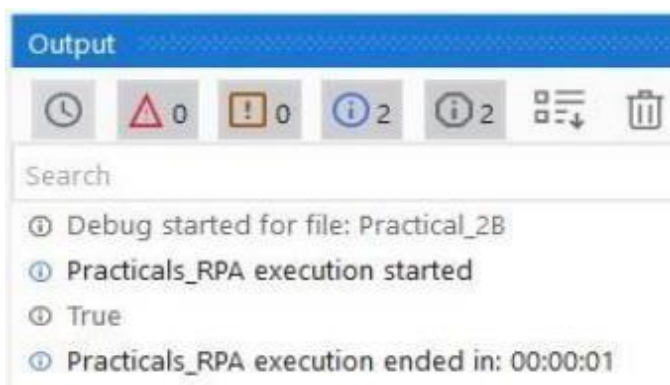 Output
0 0 2 2
Search
Debug started for file: Practical_2B
Practicals_RPA execution started
True
Practicals_RPA execution ended in: 00:00:01